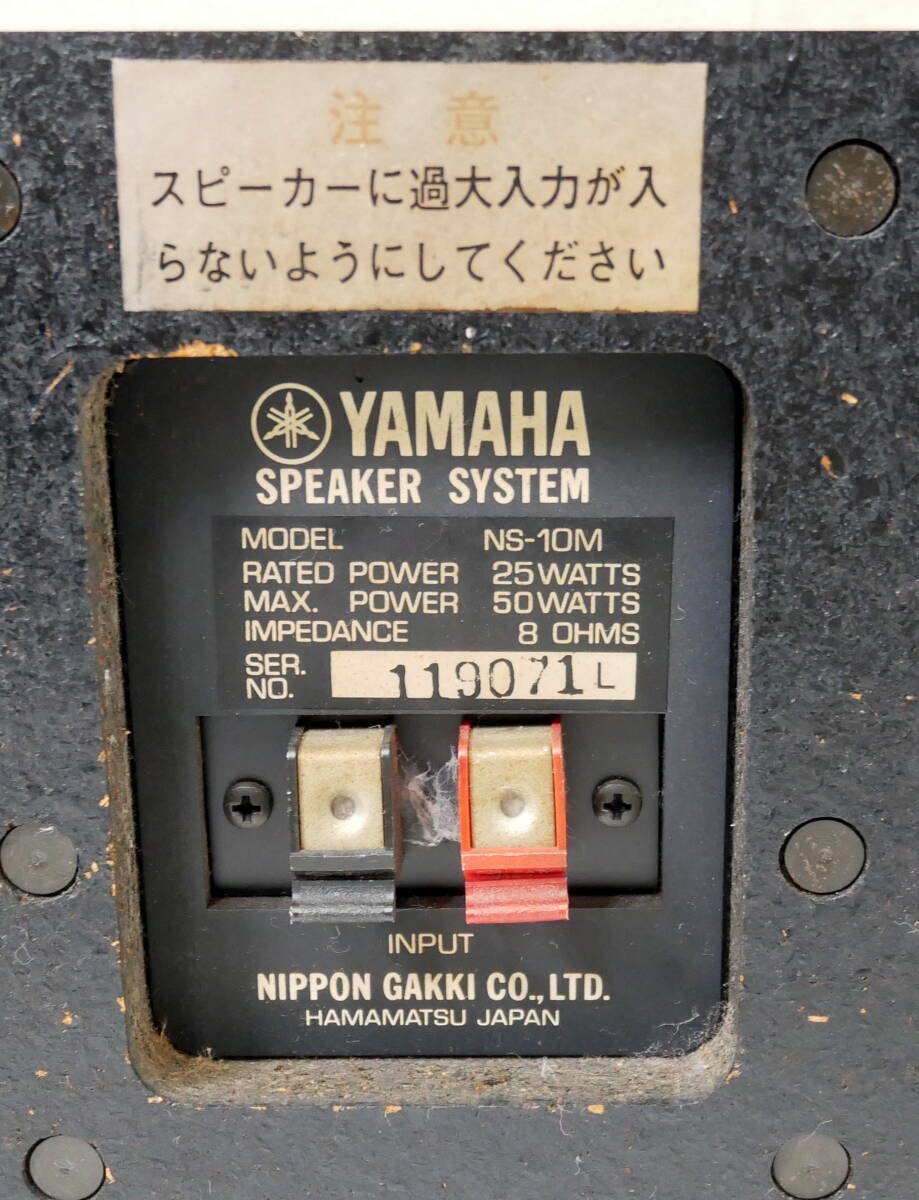 注 意
スピーカーに過大入力が入
らないようにしてください
YAMAHA
SPEAKER SYSTEM
MODEL NS-10M
RATED POWER 25WATTS
MAX. POWER 50WATTS
IMPEDANCE 8 OHMS
SER.
NO. 119071L
INPUT
NIPPON GAKKI CO., LTD.
HAMAMATSU JAPAN